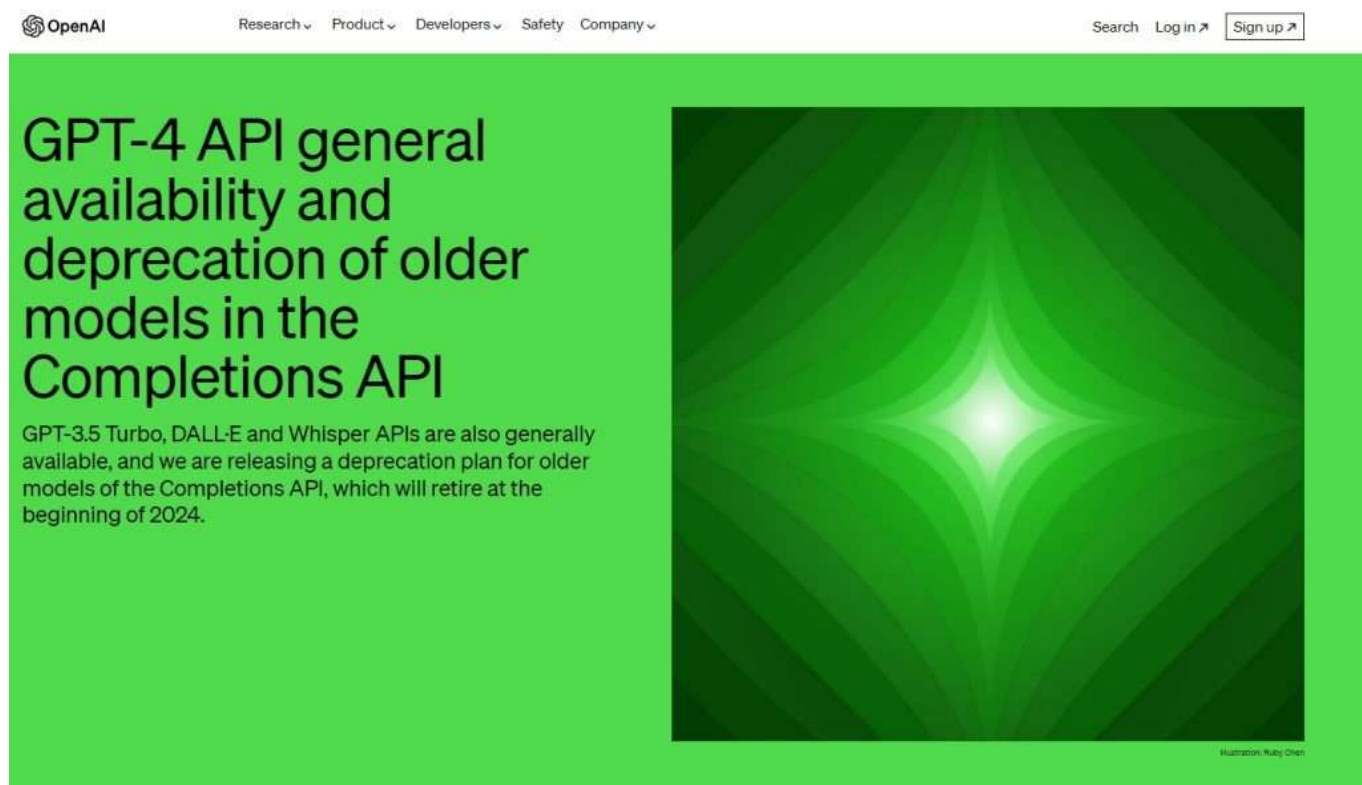 OpenAI
Research Product Developers Safety Company
Search Log in ↗ Sign up ↗
GPT-4 API general
availability and
deprecation of older
models in the
Completions API
GPT-3.5 Turbo, DALL·E and Whisper APIs are also generally
available, and we are releasing a deprecation plan for older
models of the Completions API, which will retire at the
beginning of 2024.
Illustration: Ruby Chen